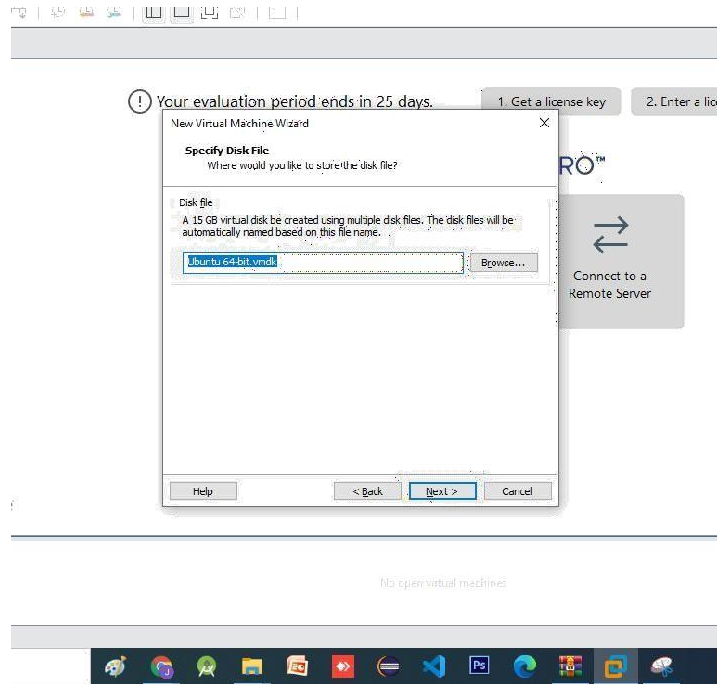 Your evaluation period ends in 25 days.
1. Get a license key
2. Enter a lic
New Virtual Machine Wizard
Specify Disk File
Where would you like to store the disk file?
RO™
Disk file
A 15 GB virtual disk be created using multiple disk files. The disk files will be
automatically named based on this file name.
Ubuntu 64-bit.vmdk
Browse...
Connect to a
Remote Server
Help
< Back
Next >
Cancel
No open virtual machines
Ps